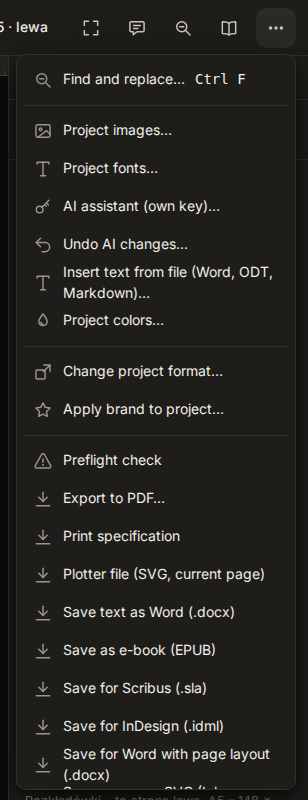 5 · lewa
Find and replace... Ctrl F
Project images...
Project fonts...
AI assistant (own key)...
Undo AI changes...
Insert text from file (Word, ODT,
Markdown)...
Project colors...
Change project format...
Apply brand to project...
Preflight check
Export to PDF...
Print specification
Plotter file (SVG, current page)
Save text as Word (.docx)
Save as e-book (EPUB)
Save for Scribus (.sla)
Save for InDesign (.idml)
Save for Word with page layout
(.docx)